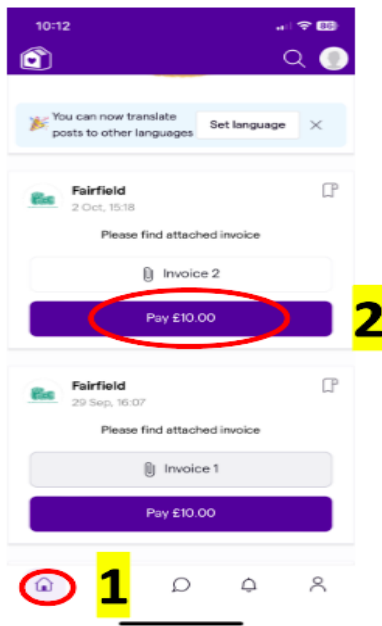 10:12
86
You can now translate
posts to other languages
Set language
Fairfield
2 Oct, 15:18
Please find attached invoice
Invoice 2
Pay £10.00
2
Fairfield
29 Sep, 16:07
Please find attached invoice
Invoice 1
Pay £10.00
1